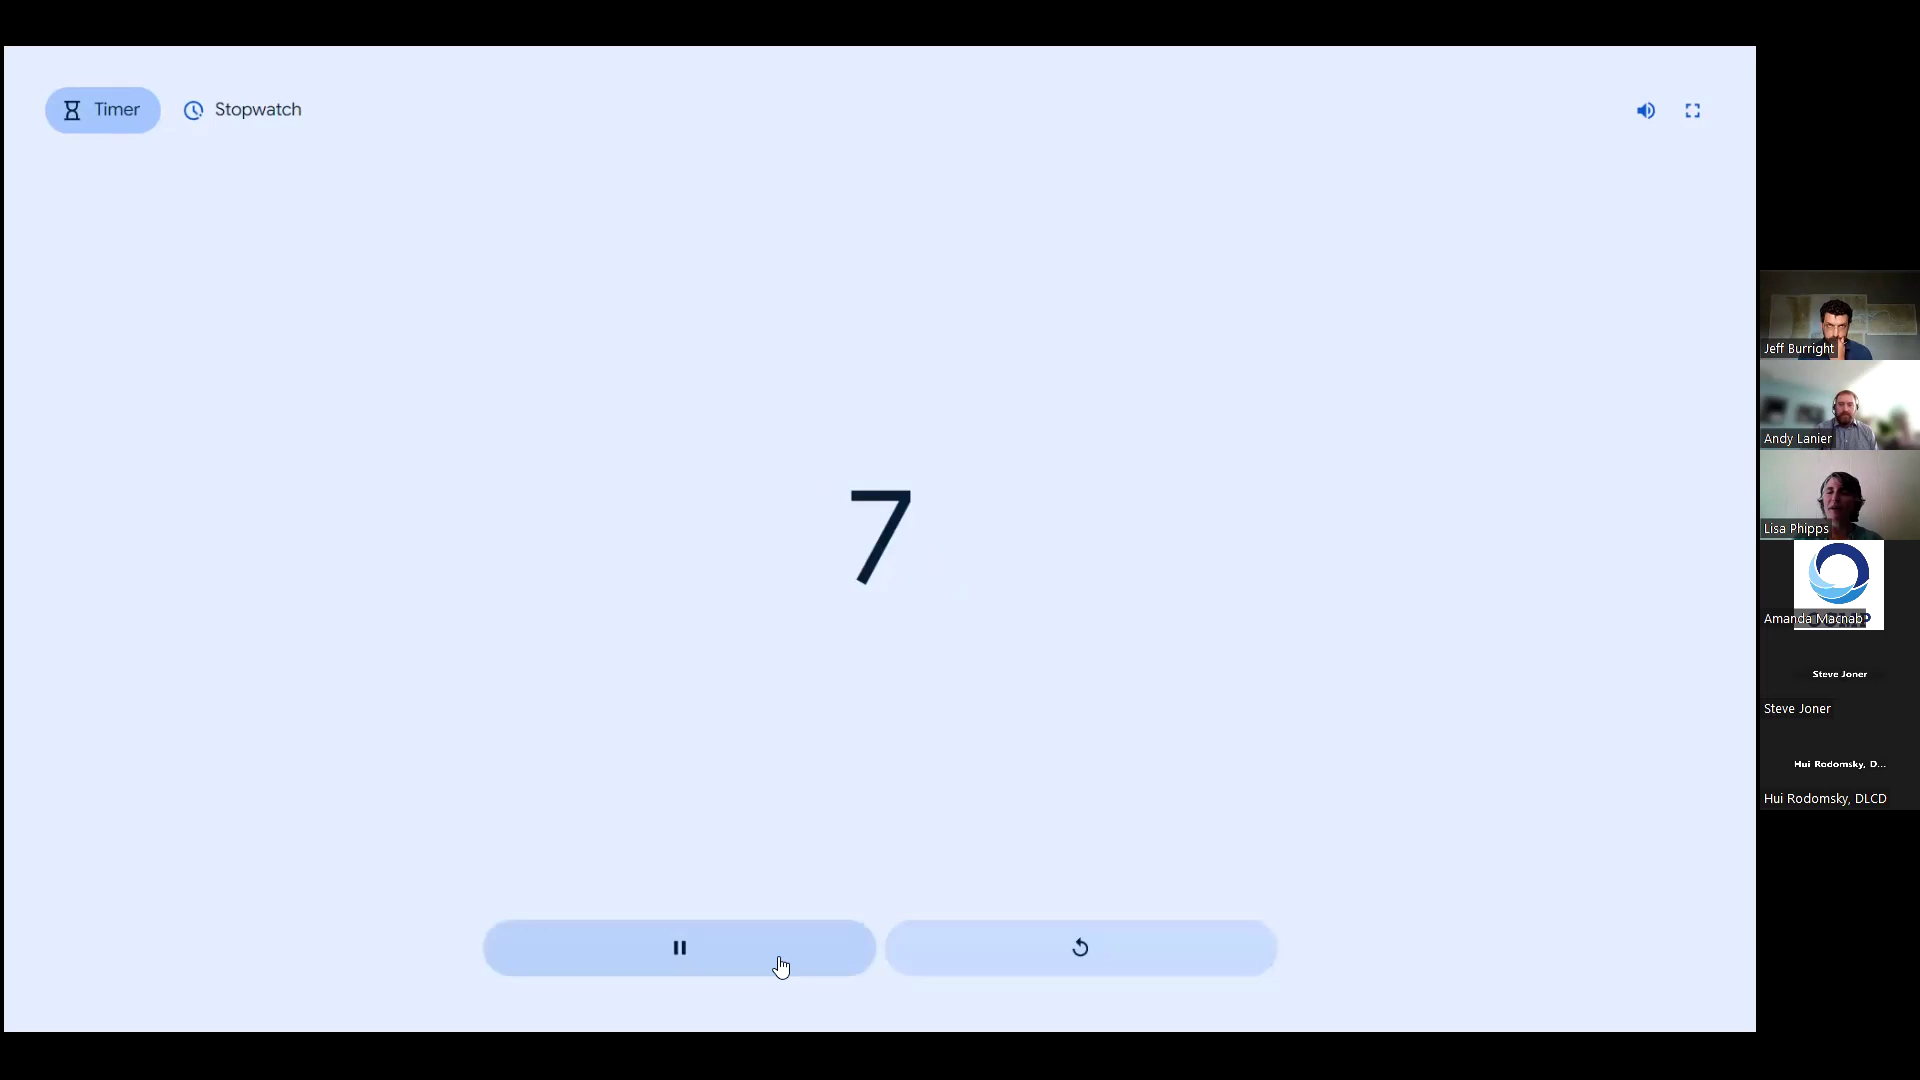 Timer
Stopwatch
7
Jeff Burright
Andy Lanier
Lisa Phipps
Amanda Macnab
Steve Joner
Steve Joner
Hui Rodomsky, D...
Hui Rodomsky, DLCD